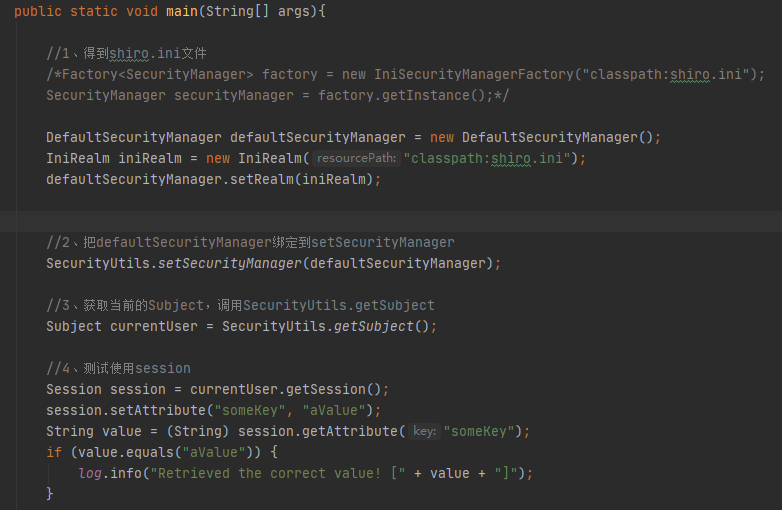 public static void main(String[] args){
//1、得到shiro.ini文件
/*Factory<SecurityManager> factory = new IniSecurityManagerFactory("classpath:shiro.ini");
SecurityManager securityManager = factory.getInstance();*/
DefaultSecurityManager defaultSecurityManager = new DefaultSecurityManager();
IniRealm iniRealm = new IniRealm( resourcePath: "classpath:shiro.ini");
defaultSecurityManager.setRealm(iniRealm);
//2、把defaultSecurityManager绑定到setSecurityManager
SecurityUtils.setSecurityManager(defaultSecurityManager);
//3、获取当前的Subject，调用SecurityUtils.getSubject
Subject currentUser = SecurityUtils.getSubject();
//4、测试使用session
Session session = currentUser.getSession();
session.setAttribute("someKey", "aValue");
String value = (String) session.getAttribute( key: "someKey");
if (value.equals("aValue")) {
log.info("Retrieved the correct value! [" + value + "]");
}